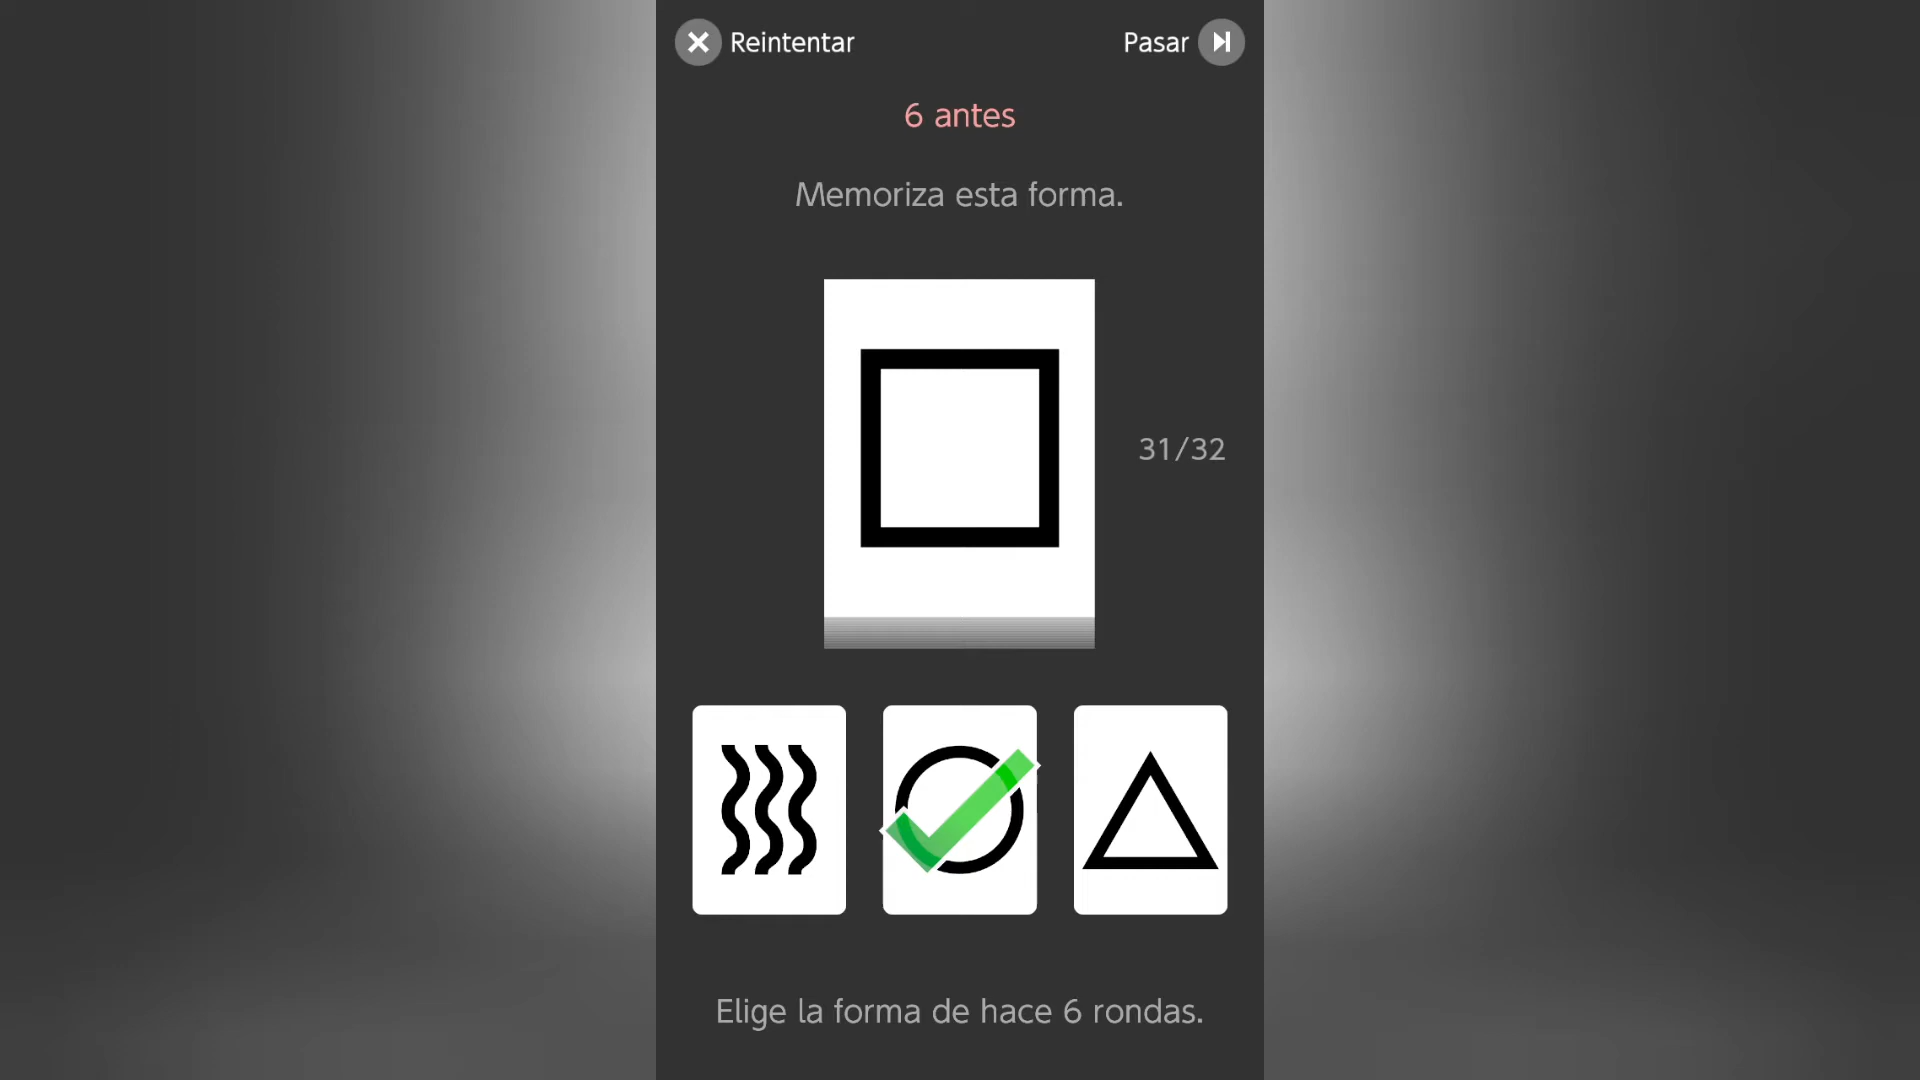 Reintentar
Pasar
6 antes
Memoriza esta forma.
31/32
Elige la forma de hace 6 rondas.